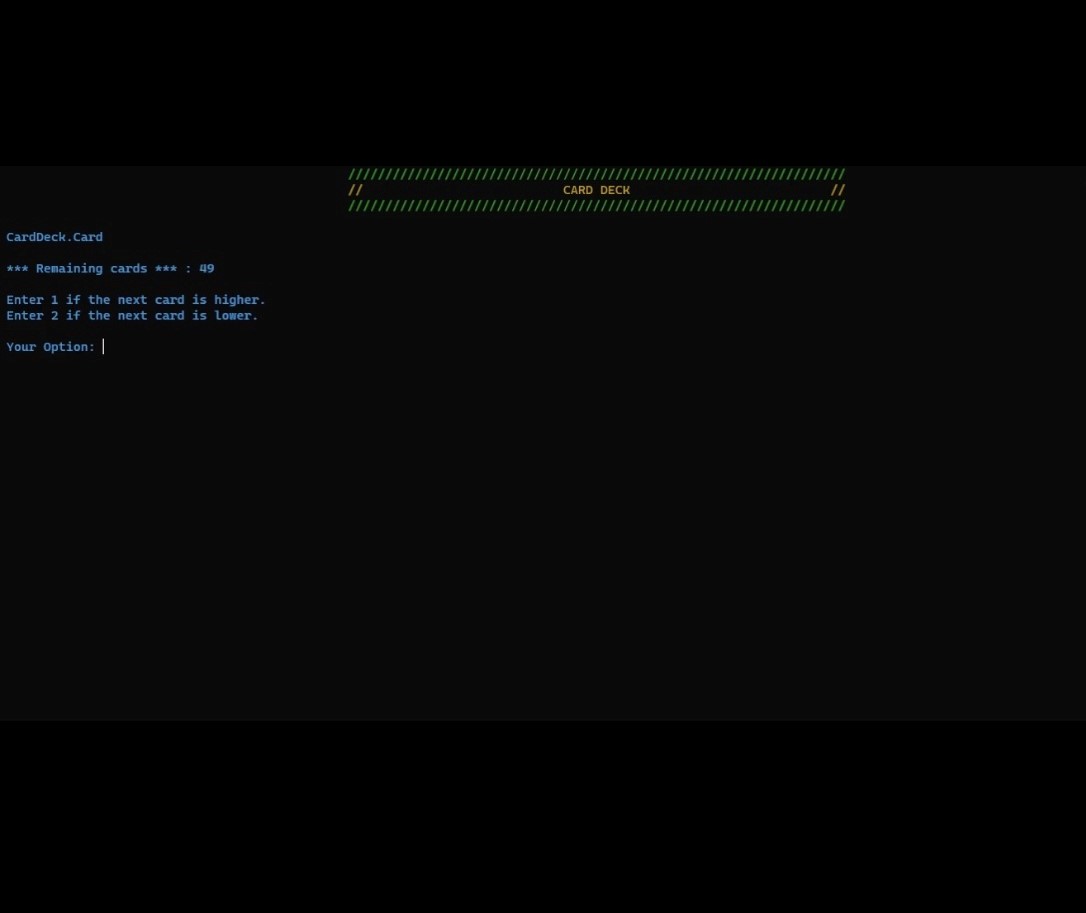 ///////////////////////////////////////////////////////////////////
// CARD DECK //
///////////////////////////////////////////////////////////////////
CardDeck.Card
*** Remaining cards *** : 49
Enter 1 if the next card is higher.
Enter 2 if the next card is lower.
Your Option: